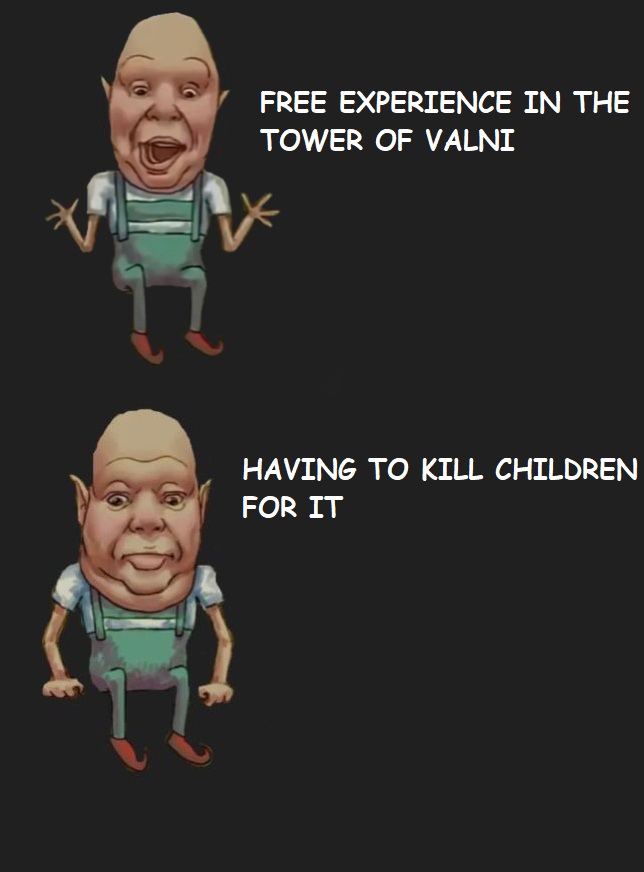 FREE EXPERIENCE IN THE
TOWER OF VALNI
HAVING TO KILL CHILDREN
FOR IT